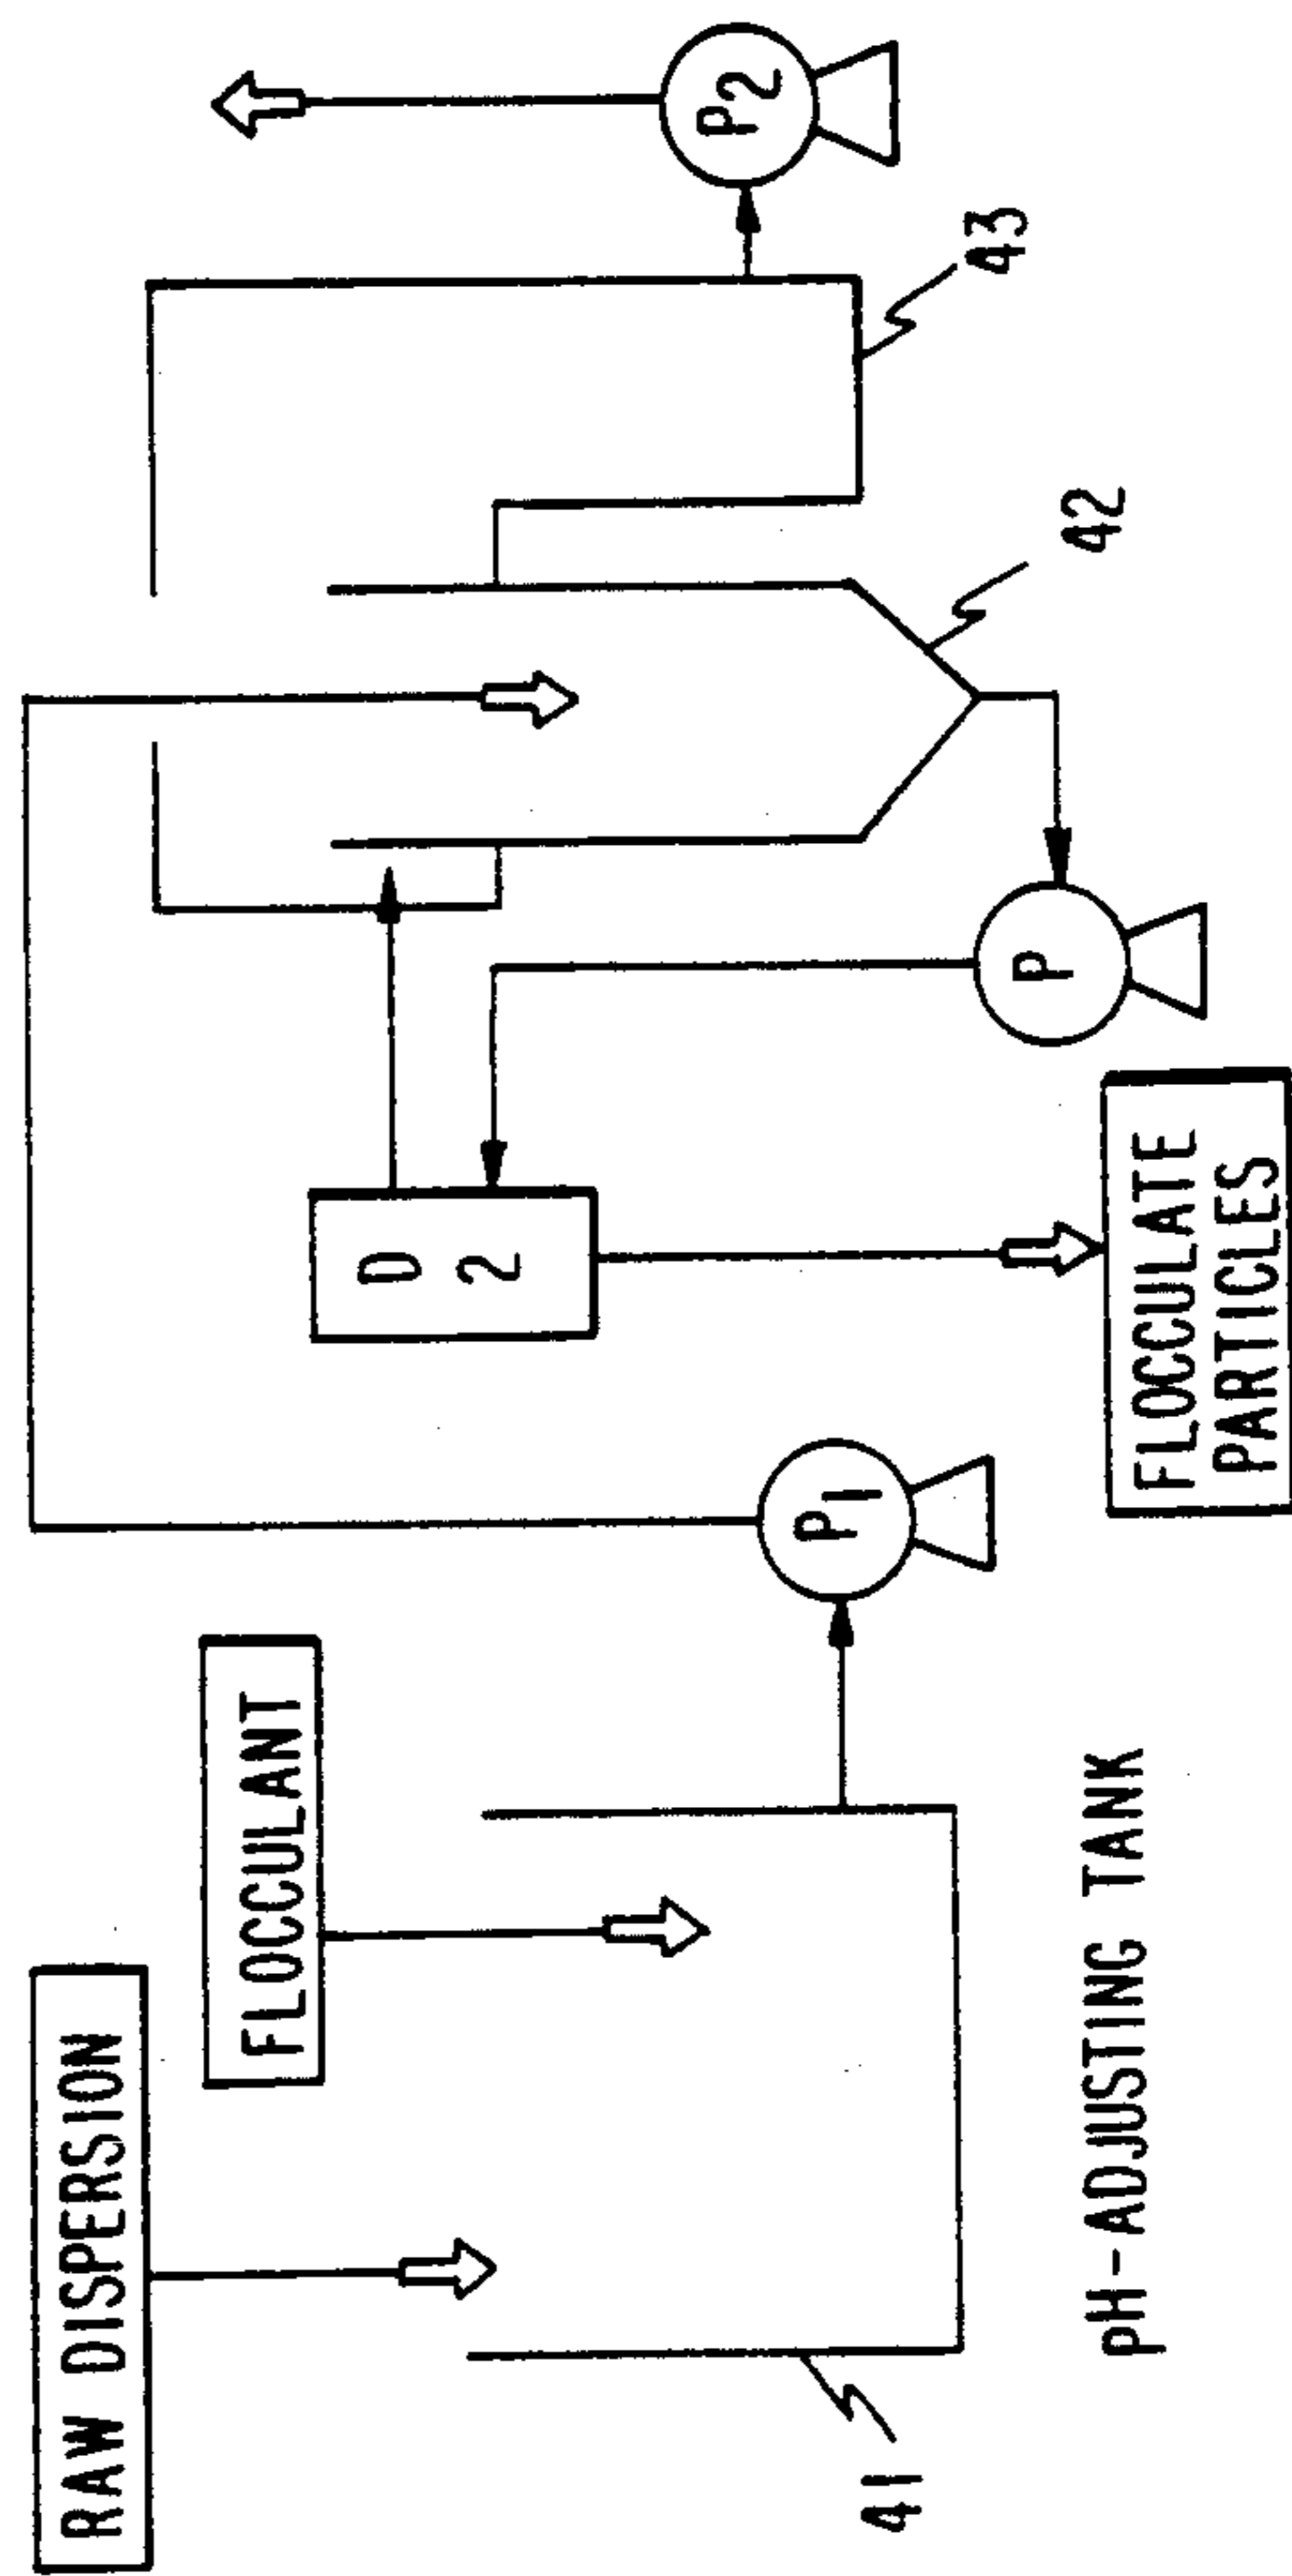 RAW DISPERSION
FLOCCULANT
41
pH-ADJUSTING TANK
P1
D
2
FLOCCULATE
PARTICLES
P
42
43
P2